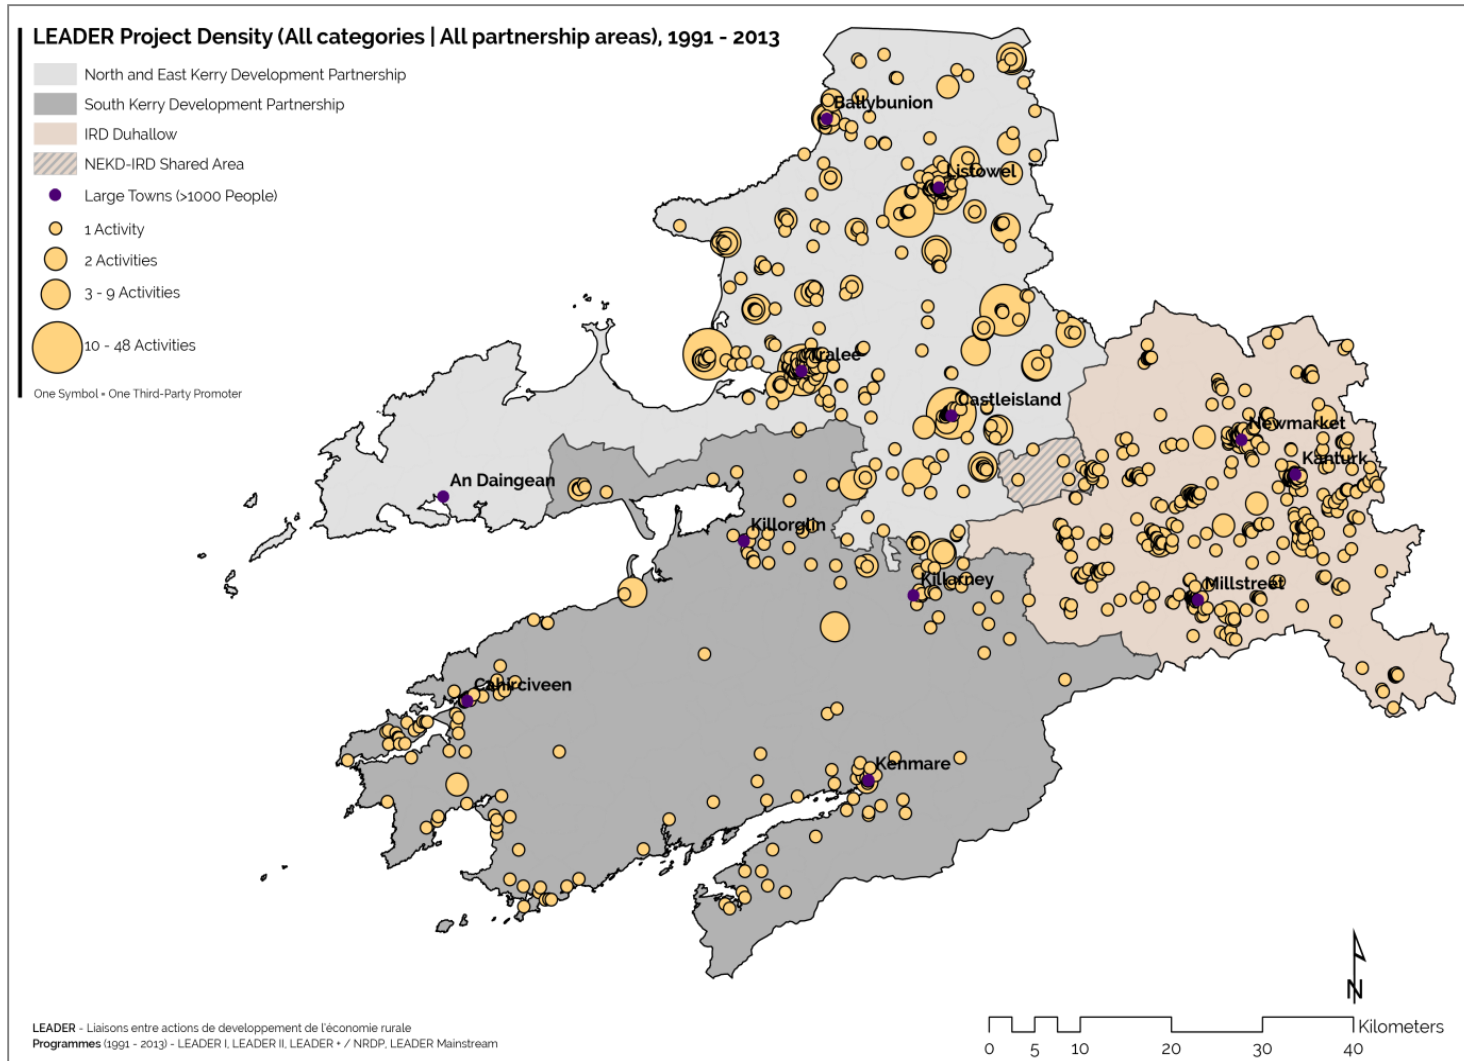 LEADER Project Density (All categories | All partnership areas), 1991 - 2013
North and East Kerry Development Partnership
South Kerry Development Partnership
IRD Duhallow
NEKD-IRD Shared Area
Large Towns (>1000 People)
1 Activity
2 Activities
3 - 9 Activities
10 - 48 Activities
One Symbol = One Third-Party Promoter
Ballybunion
Listowel
Tralee
Castleisland
Newmarket
Kanturk
An Daingean
Killorglin
Killarney
Millstreet
Cahirciveen
Kenmare
N
LEADER - Liaisons entre actions de developpement de l'économie rurale
Programmes (1991 - 2013) - LEADER I, LEADER II, LEADER + / NRDP, LEADER Mainstream
Kilometers
0 5 10 20 30 40